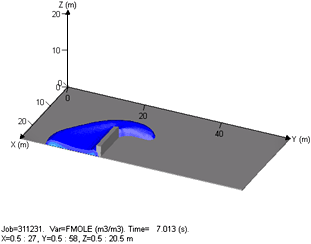 Z (m)
20
10
0
0
10
20
X (m)
20
40
Y (m)
Job=311231. Var=FMOLE (m3/m3). Time= 7.013 (s).
X=0.5 : 27, Y=0.5 : 58, Z=0.5 : 20.5 m